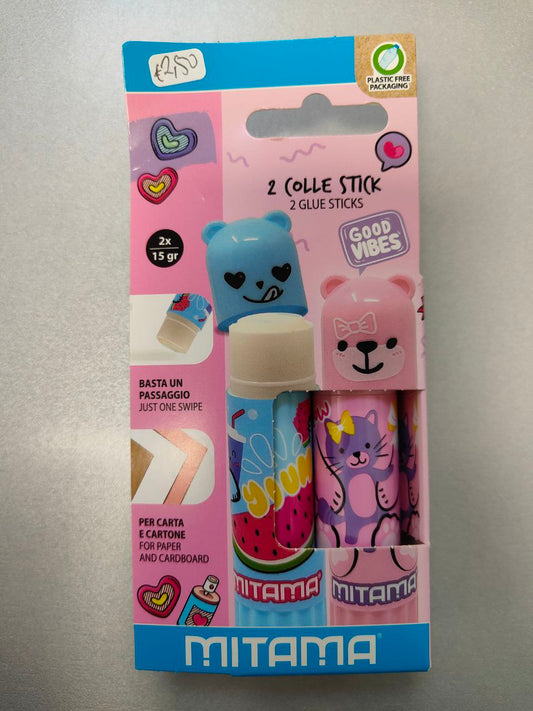 €2,50
PLASTIC FREE
PACKAGING
2 COLLE STICK
2 GLUE STICKS
GOOD
VIBES
2x
15 gr
BASTA UN
PASSAGGIO
JUST ONE SWIPE
PER CARTA
E CARTONE
FOR PAPER
AND CARDBOARD
MITAMA
MITAMA
MITAMA